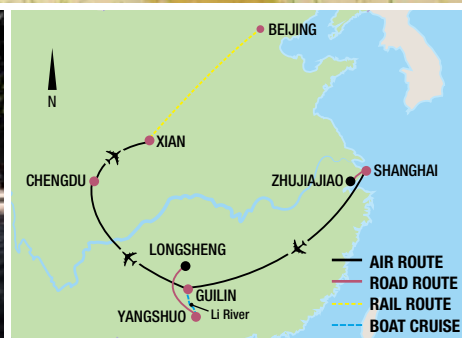 BEIJING
N
XIAN
CHENGDU
ZHUJIAJIAO
SHANGHAI
LONGSHENG
GUILIN
YANGSHUO
Li River
AIR ROUTE
ROAD ROUTE
RAIL ROUTE
BOAT CRUISE